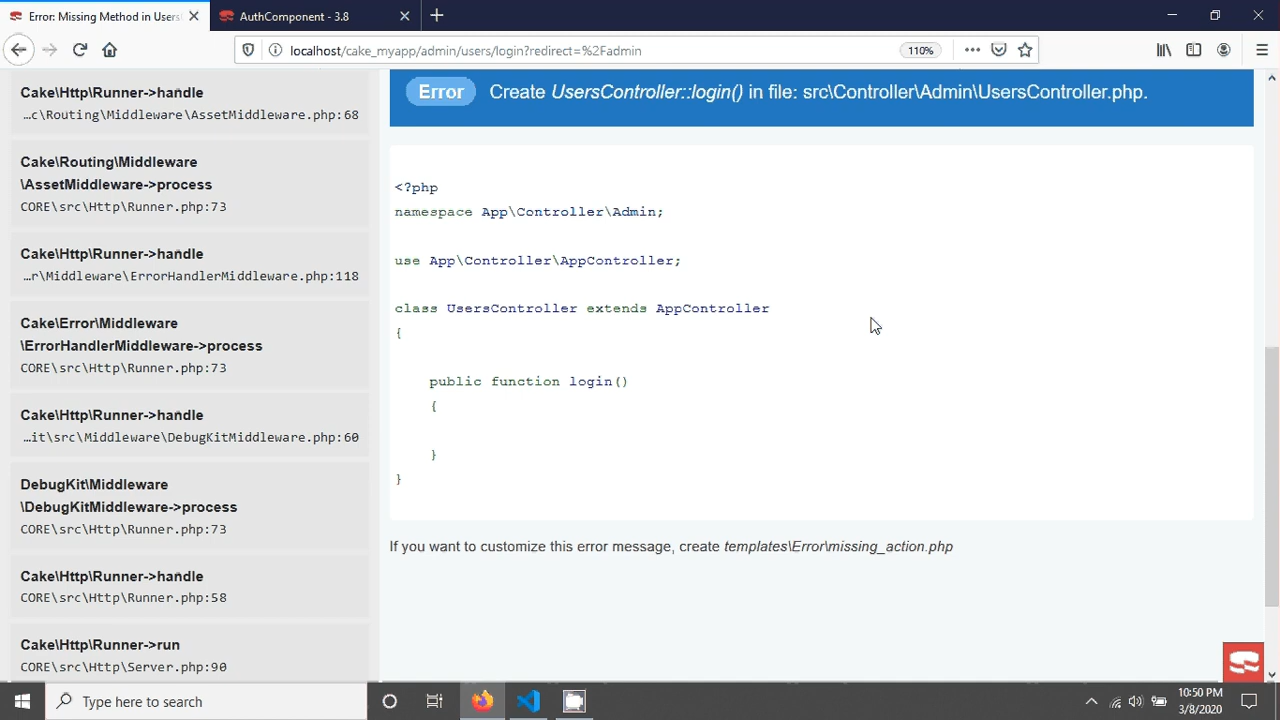 Error: Missing Method in Users
AuthComponent - 3.8
localhost/cake_myapp/admin/users/login?redirect=%2Fadmin
110%
Cake\Http\Runner->handle
…c\Routing\Middleware\AssetMiddleware.php:68
Cake\Routing\Middleware
\AssetMiddleware->process
CORE\src\Http\Runner.php:73
Cake\Http\Runner->handle
…r\Middleware\ErrorHandlerMiddleware.php:118
Cake\Error\Middleware
\ErrorHandlerMiddleware->process
CORE\src\Http\Runner.php:73
Cake\Http\Runner->handle
…it\src\Middleware\DebugKitMiddleware.php:60
DebugKit\Middleware
\DebugKitMiddleware->process
CORE\src\Http\Runner.php:73
Cake\Http\Runner->handle
CORE\src\Http\Runner.php:58
Cake\Http\Runner->run
CORE\src\Http\Server.php:90
Error Create UsersController::login() in file: src\Controller\Admin\UsersController.php.
<?php
namespace App\Controller\Admin;
use App\Controller\AppController;
class UsersController extends AppController
{
public function login()
{
}
}
If you want to customize this error message, create templates\Error\missing_action.php
Type here to search
10:50 PM
3/8/2020